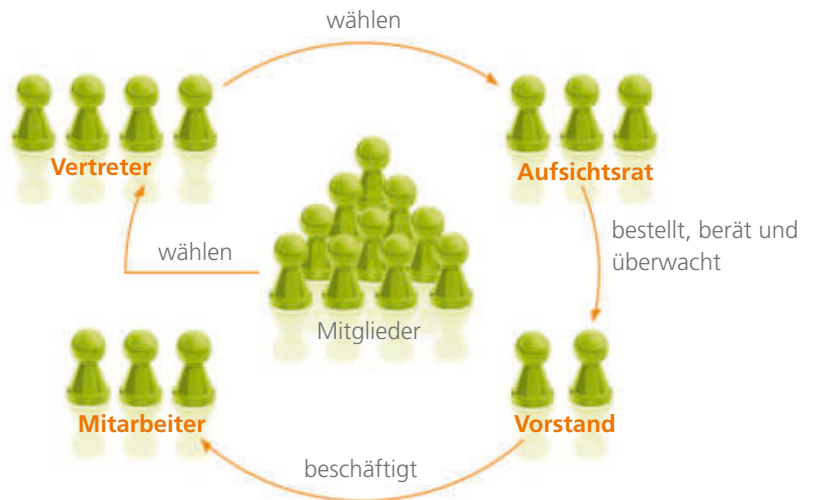 wählen
Vertreter
Aufsichtsrat
wählen
bestellt, berät und
überwacht
Mitglieder
Mitarbeiter
Vorstand
beschäftigt